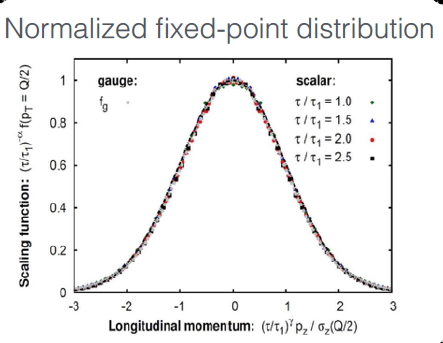 Normalized fixed-point distribution
Scaling function: (τ/τ₁)^-α f(p_T = Q/2)
1
0.8
0.6
0.4
0.2
0
gauge:
f_g
scalar:
τ / τ₁ = 1.0
τ / τ₁ = 1.5
τ / τ₁ = 2.0
τ / τ₁ = 2.5
-3 -2 -1 0 1 2 3
Longitudinal momentum: (τ/τ₁)^γ p_z / σ_z(Q/2)